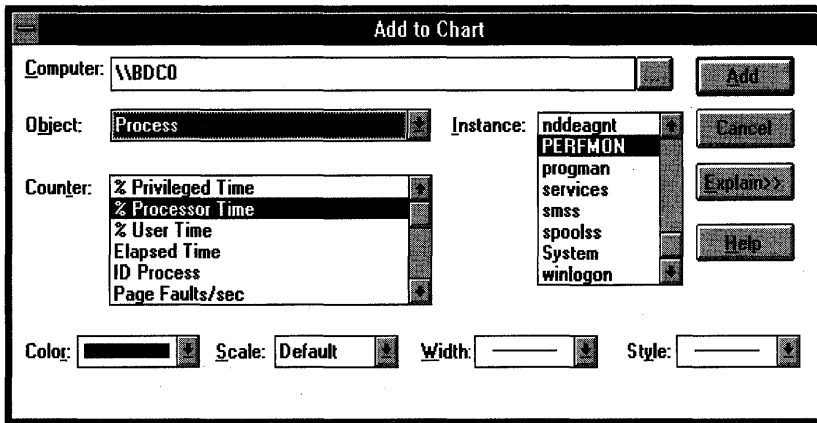 Add to Chart
Computer: \\BDC0 ... Add
Object: Process Instance: nddeagnt Cancel
PERFMON
progman
services
smss
spoolss
System
winlogon
Counter: % Privileged Time Explain>>
% Processor Time
% User Time
Elapsed Time
ID Process
Page Faults/sec
Help
Color: Scale: Default Width: Style: